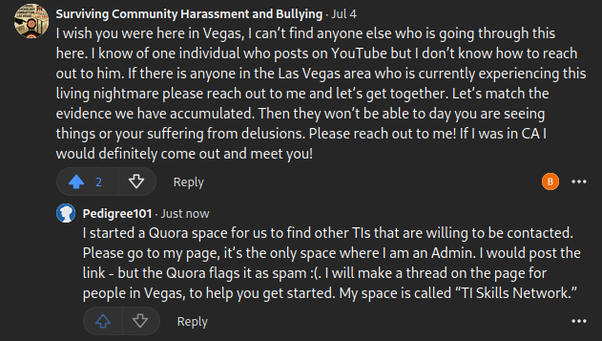 Surviving Community Harassment and Bullying · Jul 4
I wish you were here in Vegas, I can't find anyone else who is going through this
here. I know of one individual who posts on YouTube but I don't know how to reach
out to him. If there is anyone in the Las Vegas area who is currently experiencing this
living nightmare please reach out to me and let's get together. Let's match the
evidence we have accumulated. Then they won't be able to day you are seeing
things or your suffering from delusions. Please reach out to me! If I was in CA I
would definitely come out and meet you!
2 Reply B
Pedigree101 · Just now
I started a Quora space for us to find other TIs that are willing to be contacted.
Please go to my page, it's the only space where I am an Admin. I would post the
link - but the Quora flags it as spam :(. I will make a thread on the page for
people in Vegas, to help you get started. My space is called “TI Skills Network.”
Reply